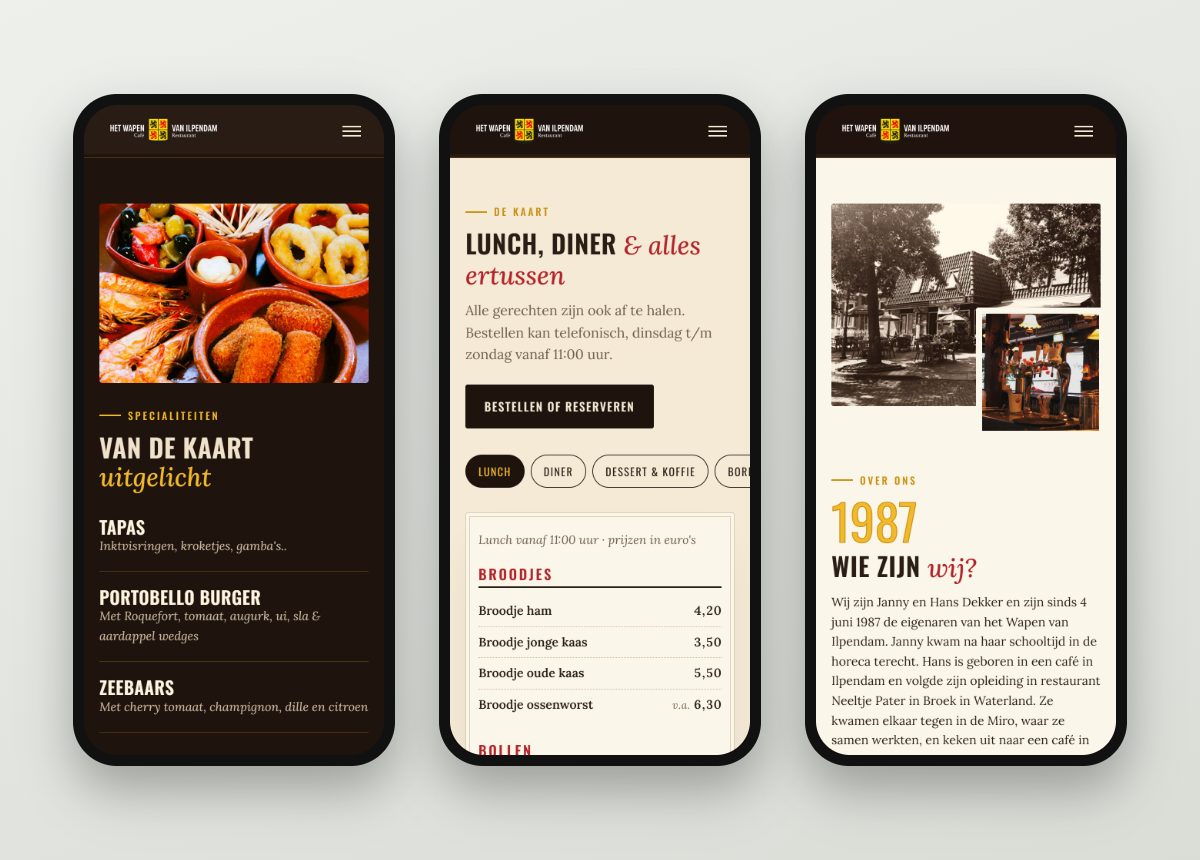 HET WAPEN VAN ILPENDAM
Café Restaurant
SPECIALITEITEN
VAN DE KAART
uitgelicht
TAPAS
Inktvisringen, kroketjes, gamba's..
PORTOBELLO BURGER
Met Roquefort, tomaat, augurk, ui, sla &
aardappel wedges
ZEEBAARS
Met cherry tomaat, champignon, dille en citroen
HET WAPEN VAN ILPENDAM
Café Restaurant
DE KAART
LUNCH, DINER & alles
ertussen
Alle gerechten zijn ook af te halen.
Bestellen kan telefonisch, dinsdag t/m
zondag vanaf 11:00 uur.
BESTELLEN OF RESERVEREN
LUNCH DINER DESSERT & KOFFIE
Lunch vanaf 11:00 uur · prijzen in euro's
BROODJES
Broodje ham 4,20
Broodje jonge kaas 3,50
Broodje oude kaas 5,50
Broodje ossenworst v.a. 6,30
BOLLEN
HET WAPEN VAN ILPENDAM
Café Restaurant
OVER ONS
1987
WIE ZIJN wij?
Wij zijn Janny en Hans Dekker en zijn sinds 4
juni 1987 de eigenaren van het Wapen van
Ilpendam. Janny kwam na haar schooltijd in de
horeca terecht. Hans is geboren in een café in
Ilpendam en volgde zijn opleiding in restaurant
Neeltje Pater in Broek in Waterland. Ze
kwamen elkaar tegen in de Miro, waar ze
samen werkten, en keken uit naar een café in